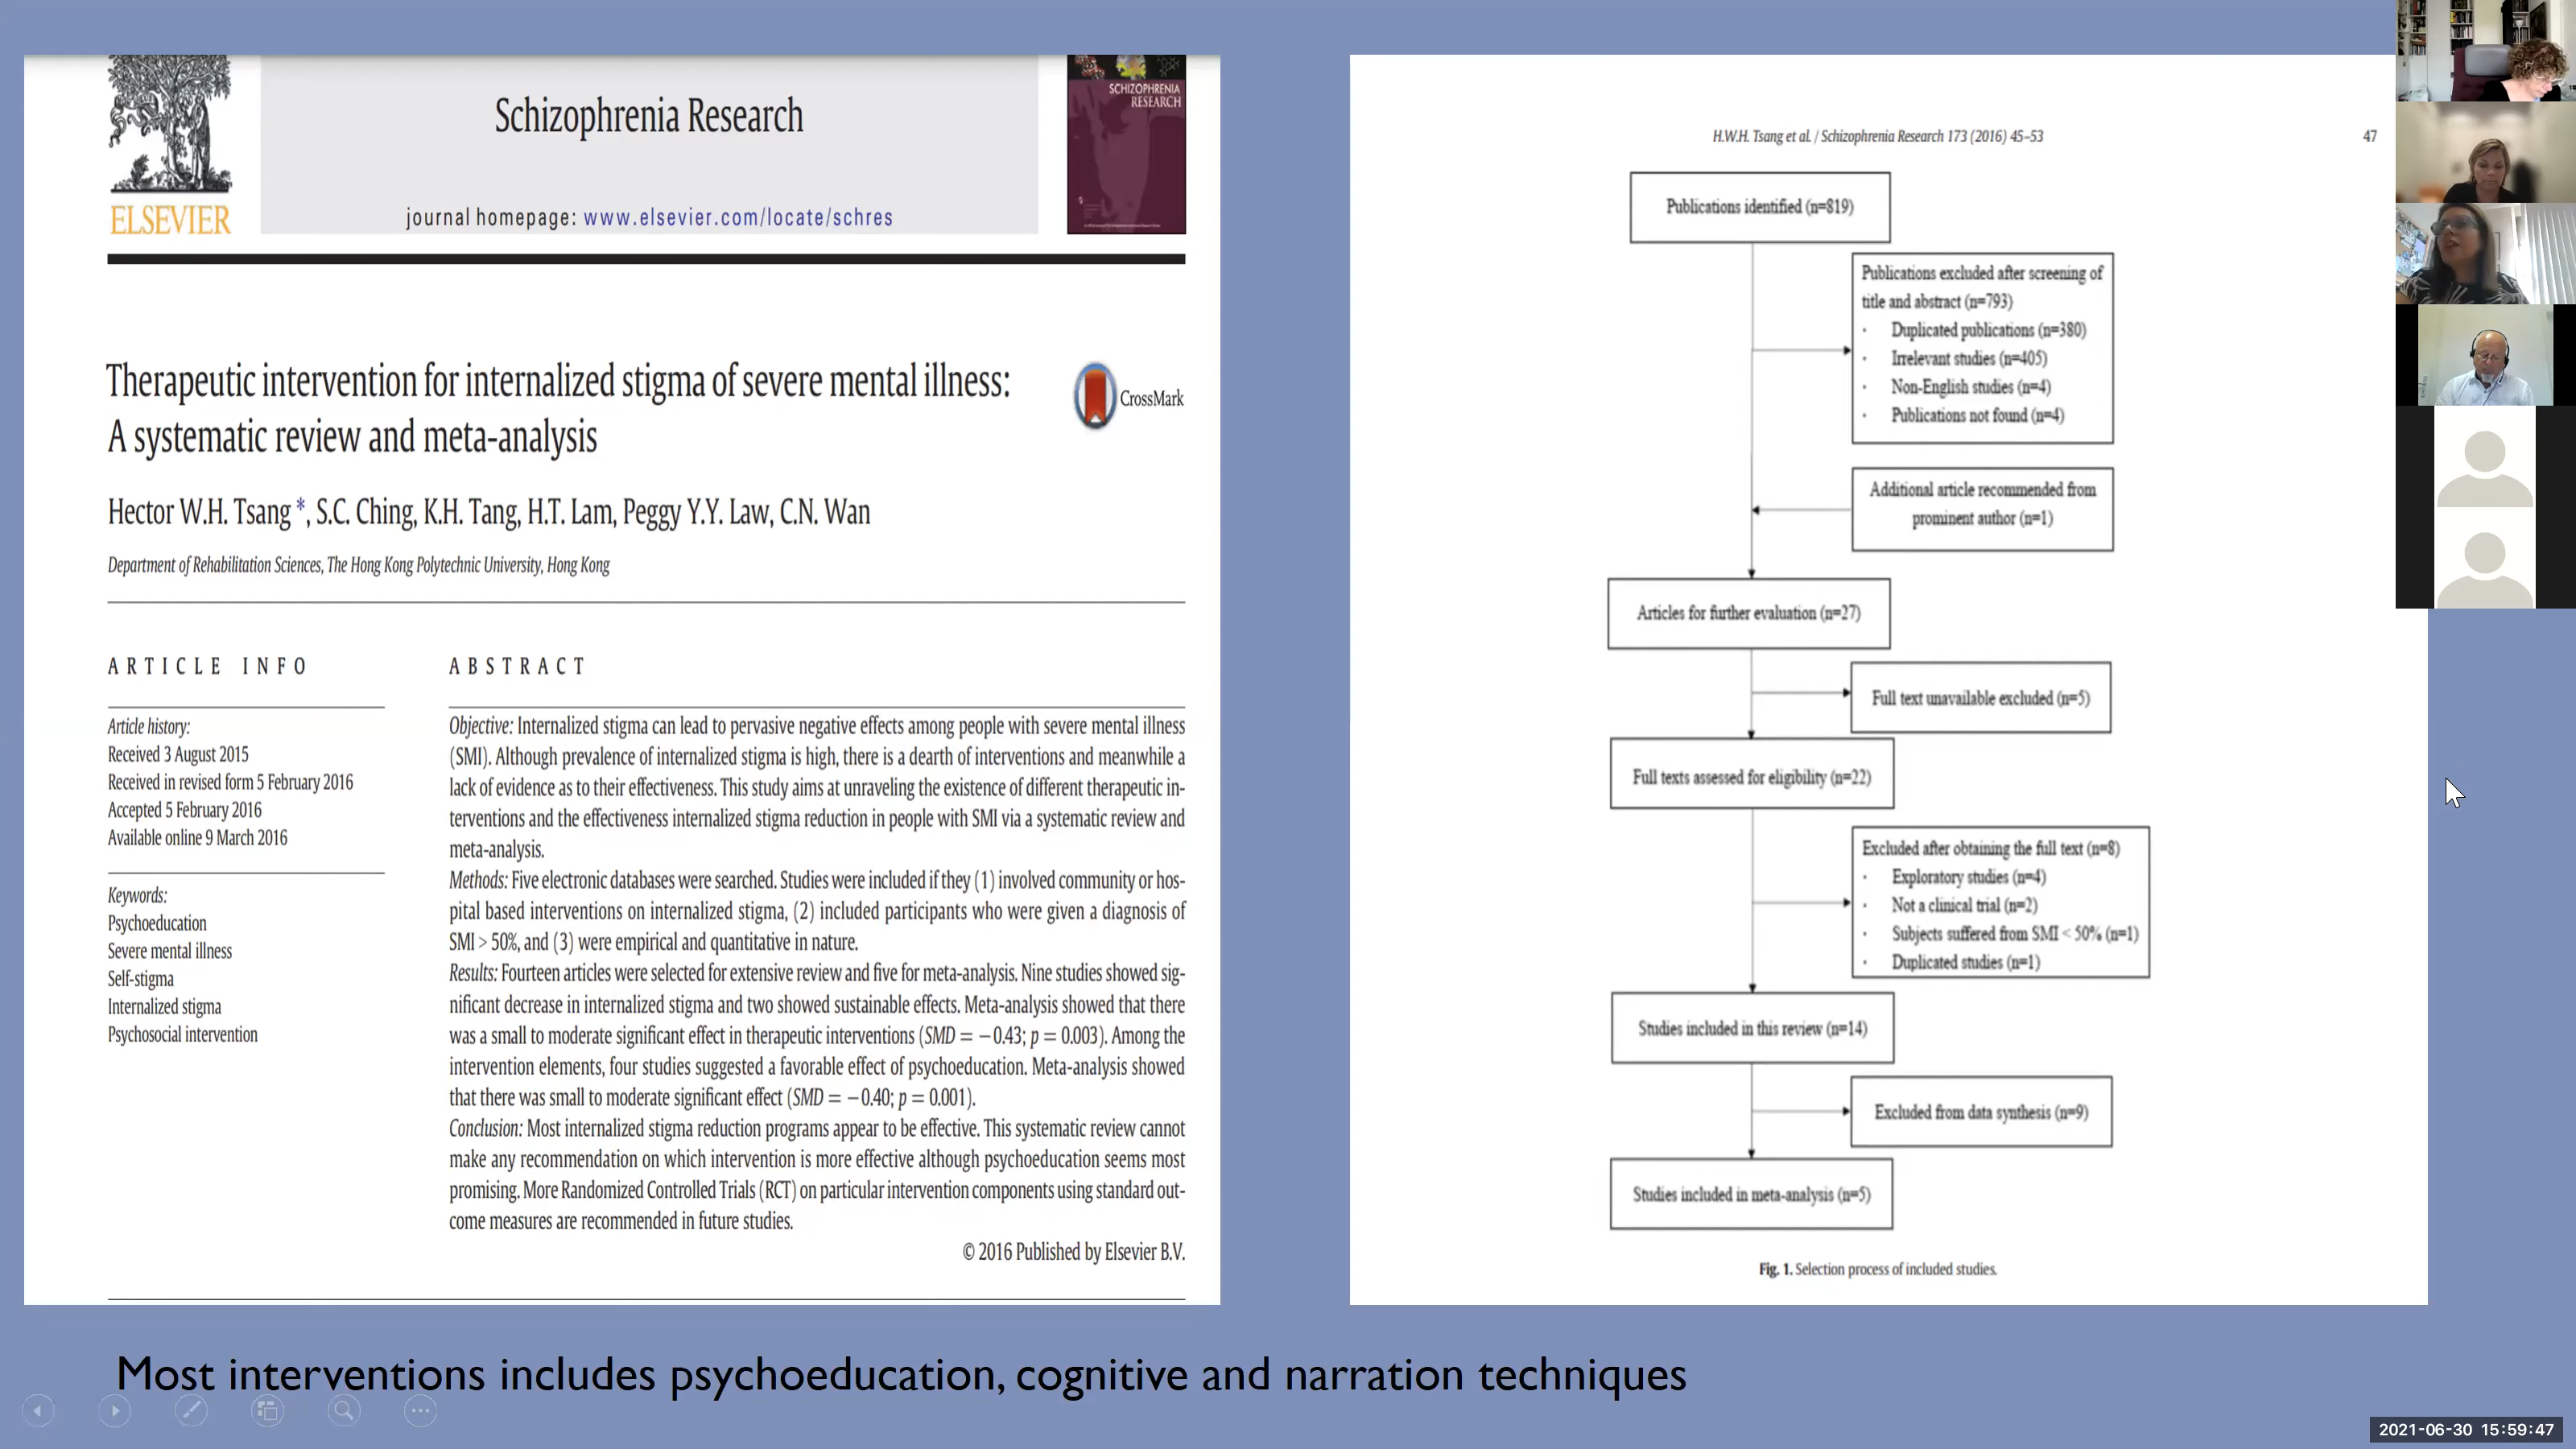 ELSEVIER
Schizophrenia Research
journal homepage: www.elsevier.com/locate/schres
SCHIZOPHRENIA
RESEARCH
Therapeutic intervention for internalized stigma of severe mental illness:
A systematic review and meta-analysis
CrossMark
Hector W.H. Tsang *, S.C. Ching, K.H. Tang, H.T. Lam, Peggy Y.Y. Law, C.N. Wan
Department of Rehabilitation Sciences, The Hong Kong Polytechnic University, Hong Kong
ARTICLE INFO
Article history:
Received 3 August 2015
Received in revised form 5 February 2016
Accepted 5 February 2016
Available online 9 March 2016
Keywords:
Psychoeducation
Severe mental illness
Self-stigma
Internalized stigma
Psychosocial intervention
ABSTRACT
Objective: Internalized stigma can lead to pervasive negative effects among people with severe mental illness
(SMI). Although prevalence of internalized stigma is high, there is a dearth of interventions and meanwhile a
lack of evidence as to their effectiveness. This study aims at unraveling the existence of different therapeutic in-
terventions and the effectiveness internalized stigma reduction in people with SMI via a systematic review and
meta-analysis.
Methods: Five electronic databases were searched. Studies were included if they (1) involved community or hos-
pital based interventions on internalized stigma, (2) included participants who were given a diagnosis of
SMI > 50%, and (3) were empirical and quantitative in nature.
Results: Fourteen articles were selected for extensive review and five for meta-analysis. Nine studies showed sig-
nificant decrease in internalized stigma and two showed sustainable effects. Meta-analysis showed that there
was a small to moderate significant effect in therapeutic interventions (SMD = −0.43; p = 0.003). Among the
intervention elements, four studies suggested a favorable effect of psychoeducation. Meta-analysis showed
that there was small to moderate significant effect (SMD = −0.40; p = 0.001).
Conclusion: Most internalized stigma reduction programs appear to be effective. This systematic review cannot
make any recommendation on which intervention is more effective although psychoeducation seems most
promising. More Randomized Controlled Trials (RCT) on particular intervention components using standard out-
come measures are recommended in future studies.
© 2016 Published by Elsevier B.V.
H.W.H. Tsang et al. / Schizophrenia Research 173 (2016) 45–53
47
Publications identified (n=819)
Publications excluded after screening of
title and abstract (n=793)
· Duplicated publications (n=380)
· Irrelevant studies (n=405)
· Non-English studies (n=4)
· Publications not found (n=4)
Additional article recommended from
prominent author (n=1)
Articles for further evaluation (n=27)
Full text unavailable excluded (n=5)
Full texts assessed for eligibility (n=22)
Excluded after obtaining the full text (n=8)
· Exploratory studies (n=4)
· Not a clinical trial (n=2)
· Subjects suffered from SMI < 50% (n=1)
· Duplicated studies (n=1)
Studies included in this review (n=14)
Excluded from data synthesis (n=9)
Studies included in meta-analysis (n=5)
Fig. 1. Selection process of included studies.
Most interventions includes psychoeducation, cognitive and narration techniques
2021-06-30 15:59:47